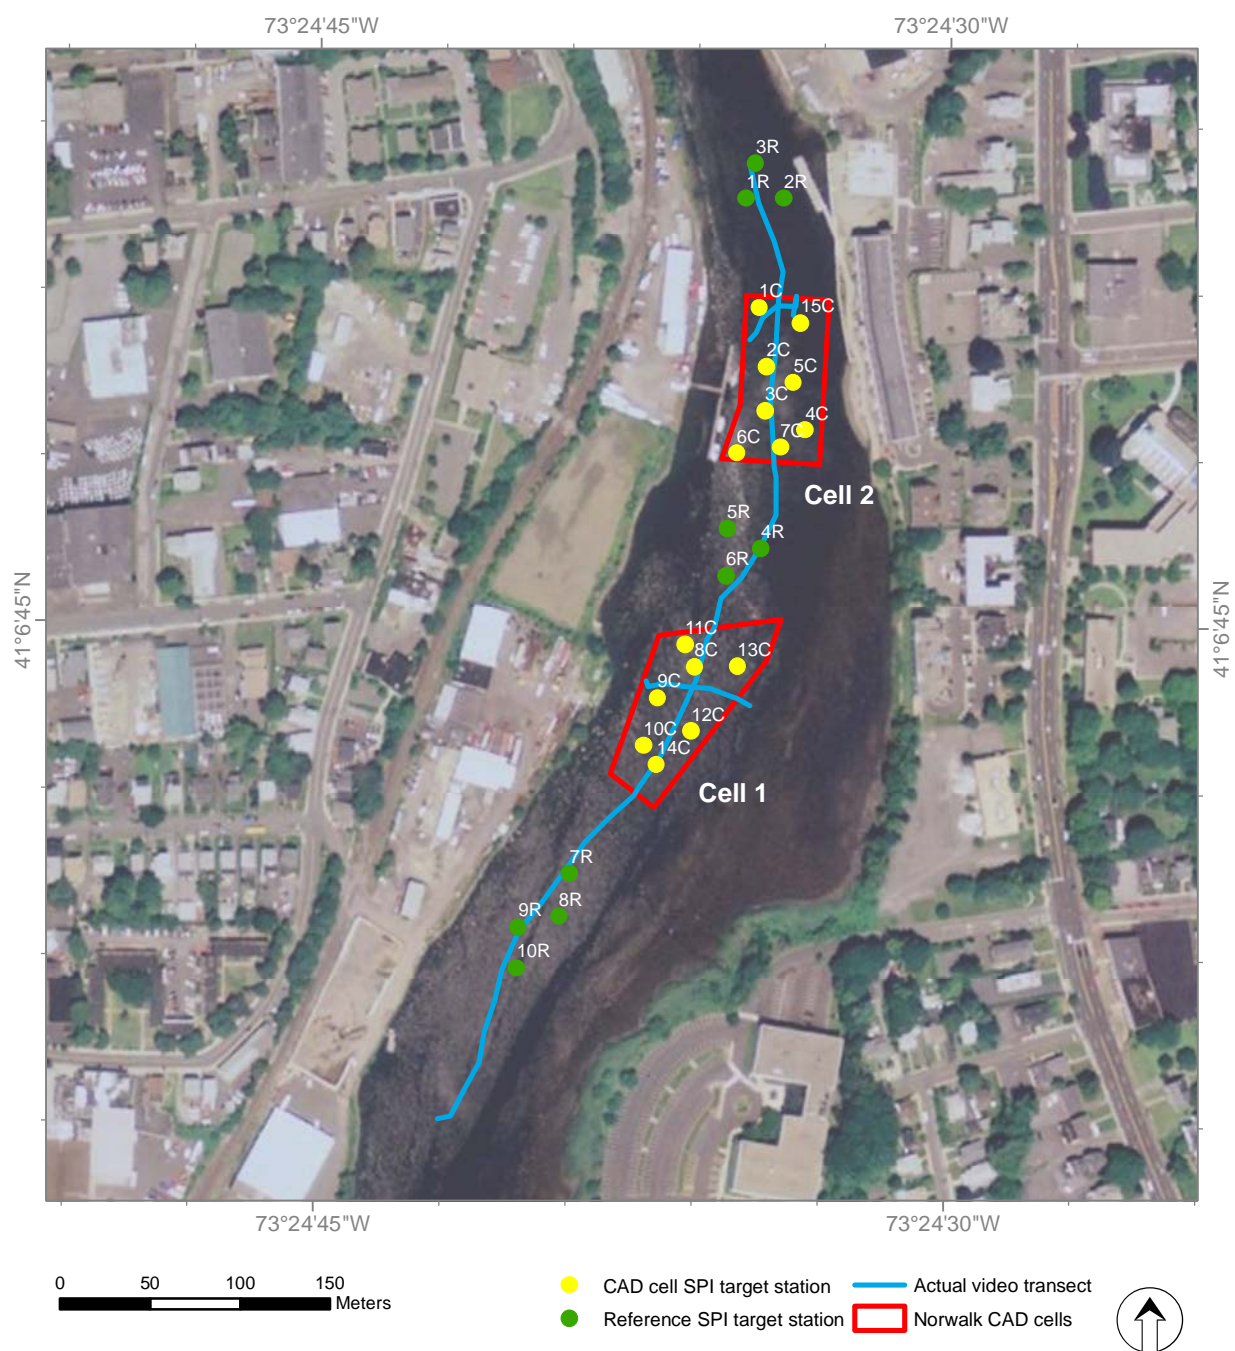 73°24'45"W
73°24'30"W
3R
1R
2R
1C
15C
2C
5C
3C
4C
7C
6C
Cell 2
5R
4R
6R
41°6'45"N
41°6'45"N
11C
8C
13C
9C
12C
10C
14C
Cell 1
7R
8R
9R
10R
73°24'45"W
73°24'30"W
0 50 100 150
Meters
CAD cell SPI target station
Actual video transect
Reference SPI target station
Norwalk CAD cells